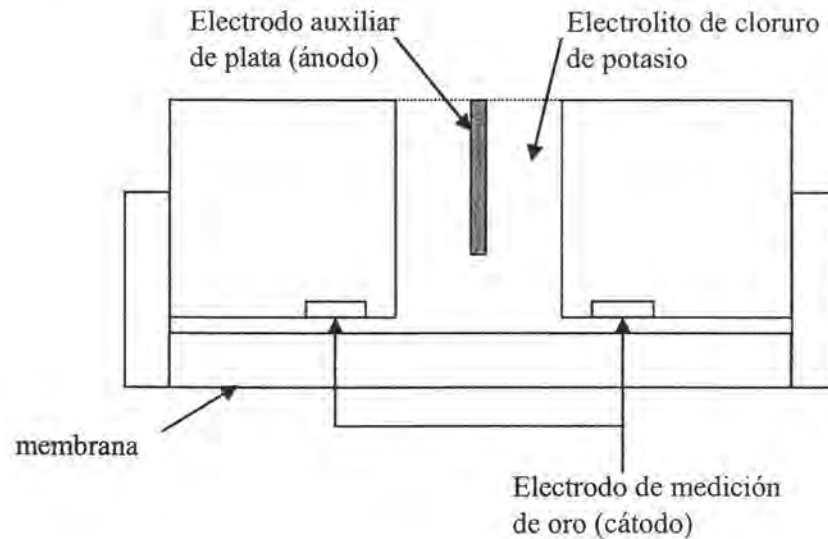 Electrodo auxiliar
de plata (ánodo)
Electrolito de cloruro
de potasio
membrana
Electrodo de medición
de oro (cátodo)